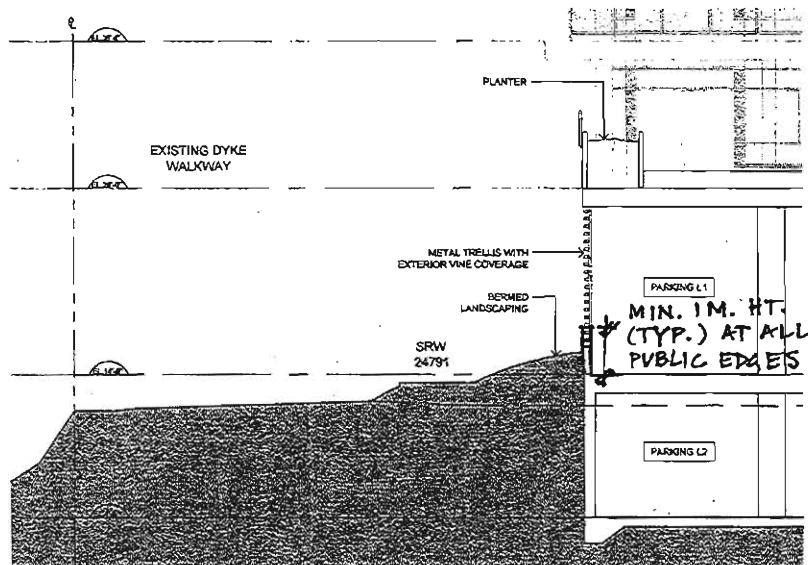 PLANTER
EXISTING DYKE
WALKWAY
METAL TRELLIS WITH
EXTERIOR VINE COVERAGE
PARKING L1
BERMED
LANDSCAPING
MIN. 1M. HT.
(TYP.) AT ALL
PUBLIC EDGES
SRW
24791
PARKING L2